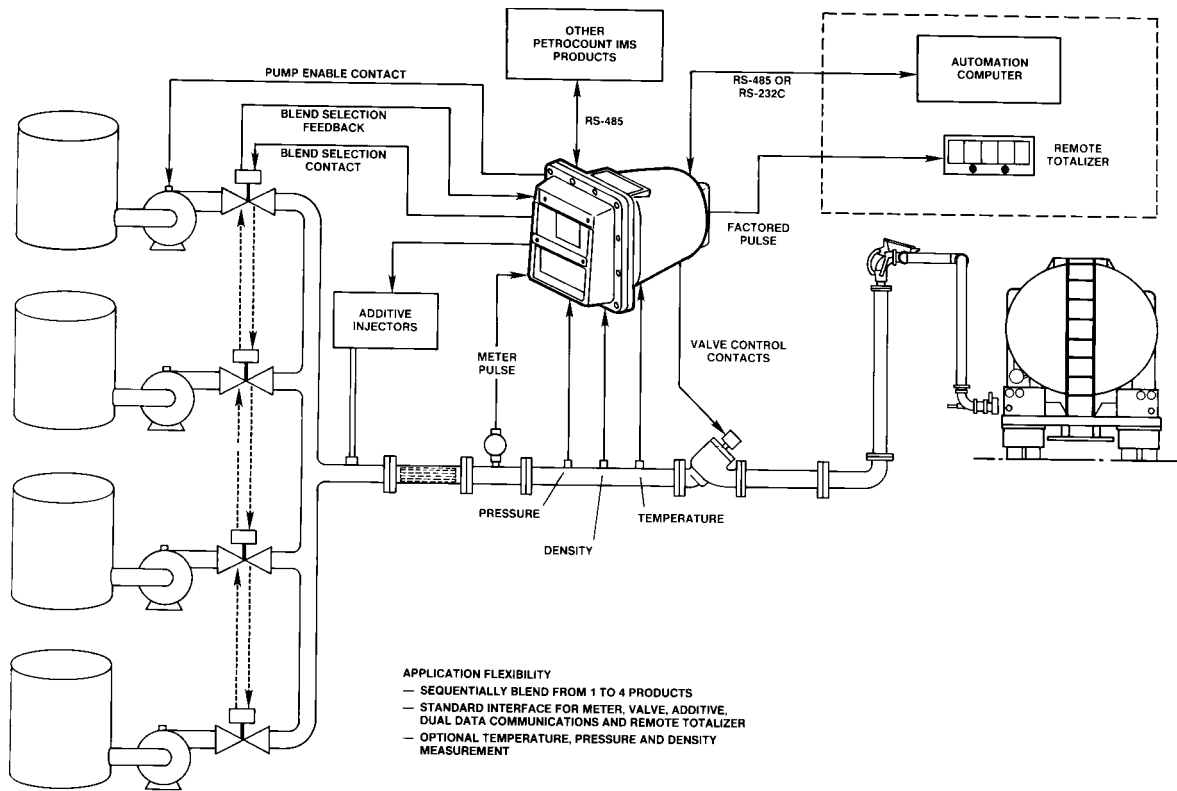 OTHER
PETROCOUNT IMS
PRODUCTS
PUMP ENABLE CONTACT
RS-485 OR
RS-232C
AUTOMATION
COMPUTER
BLEND SELECTION
FEEDBACK
RS-485
BLEND SELECTION
CONTACT
REMOTE
TOTALIZER
FACTORED
PULSE
ADDITIVE
INJECTORS
METER
PULSE
VALVE CONTROL
CONTACTS
PRESSURE
TEMPERATURE
DENSITY
APPLICATION FLEXIBILITY
— SEQUENTIALLY BLEND FROM 1 TO 4 PRODUCTS
— STANDARD INTERFACE FOR METER, VALVE, ADDITIVE,
DUAL DATA COMMUNICATIONS AND REMOTE TOTALIZER
— OPTIONAL TEMPERATURE, PRESSURE AND DENSITY
MEASUREMENT